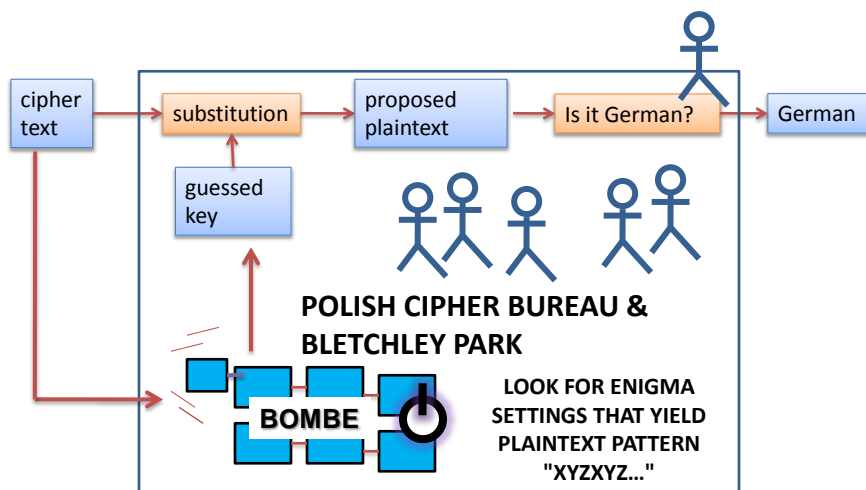 cipher
text
substitution
proposed
plaintext
Is it German?
German
guessed
key
POLISH CIPHER BUREAU &
BLETCHLEY PARK
BOMBE
LOOK FOR ENIGMA
SETTINGS THAT YIELD
PLAINTEXT PATTERN
"XYZXYZ..."